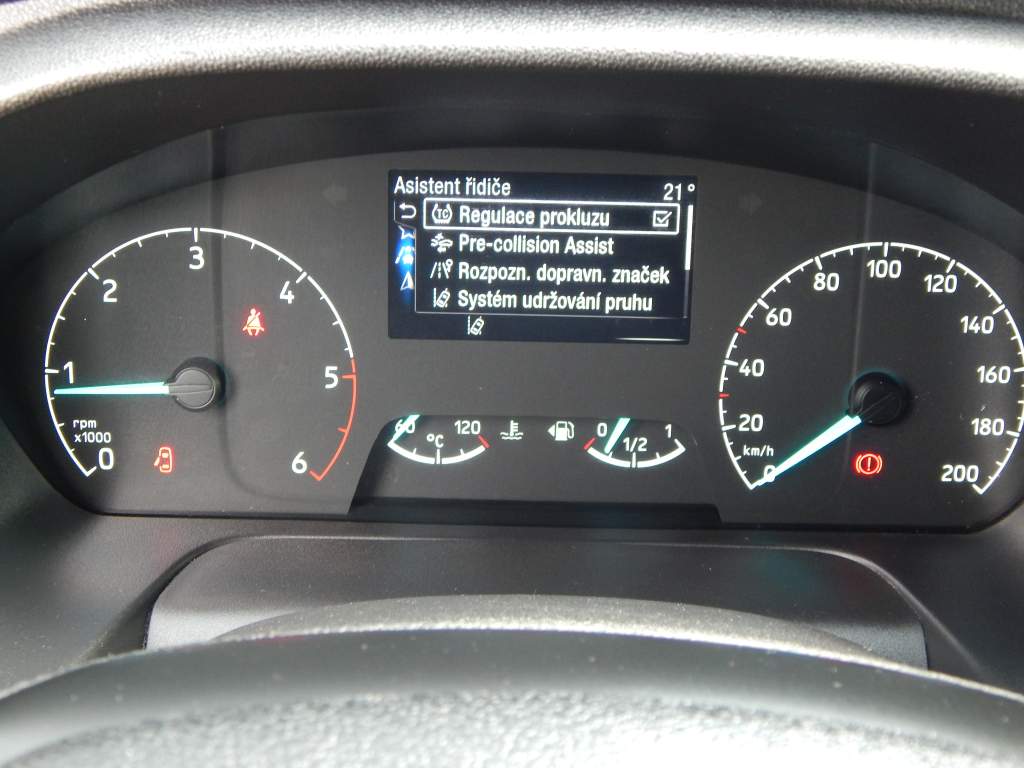 Asistent řidiče 21°
TC Regulace prokluzu
Pre-collision Assist
Rozpozn. dopravn. značek
Systém udržování pruhu
0 1 2 3 4 5 6
rpm
x1000
60 120
°C
0 1/2 1
0 20 40 60 80 100 120 140 160 180 200
km/h